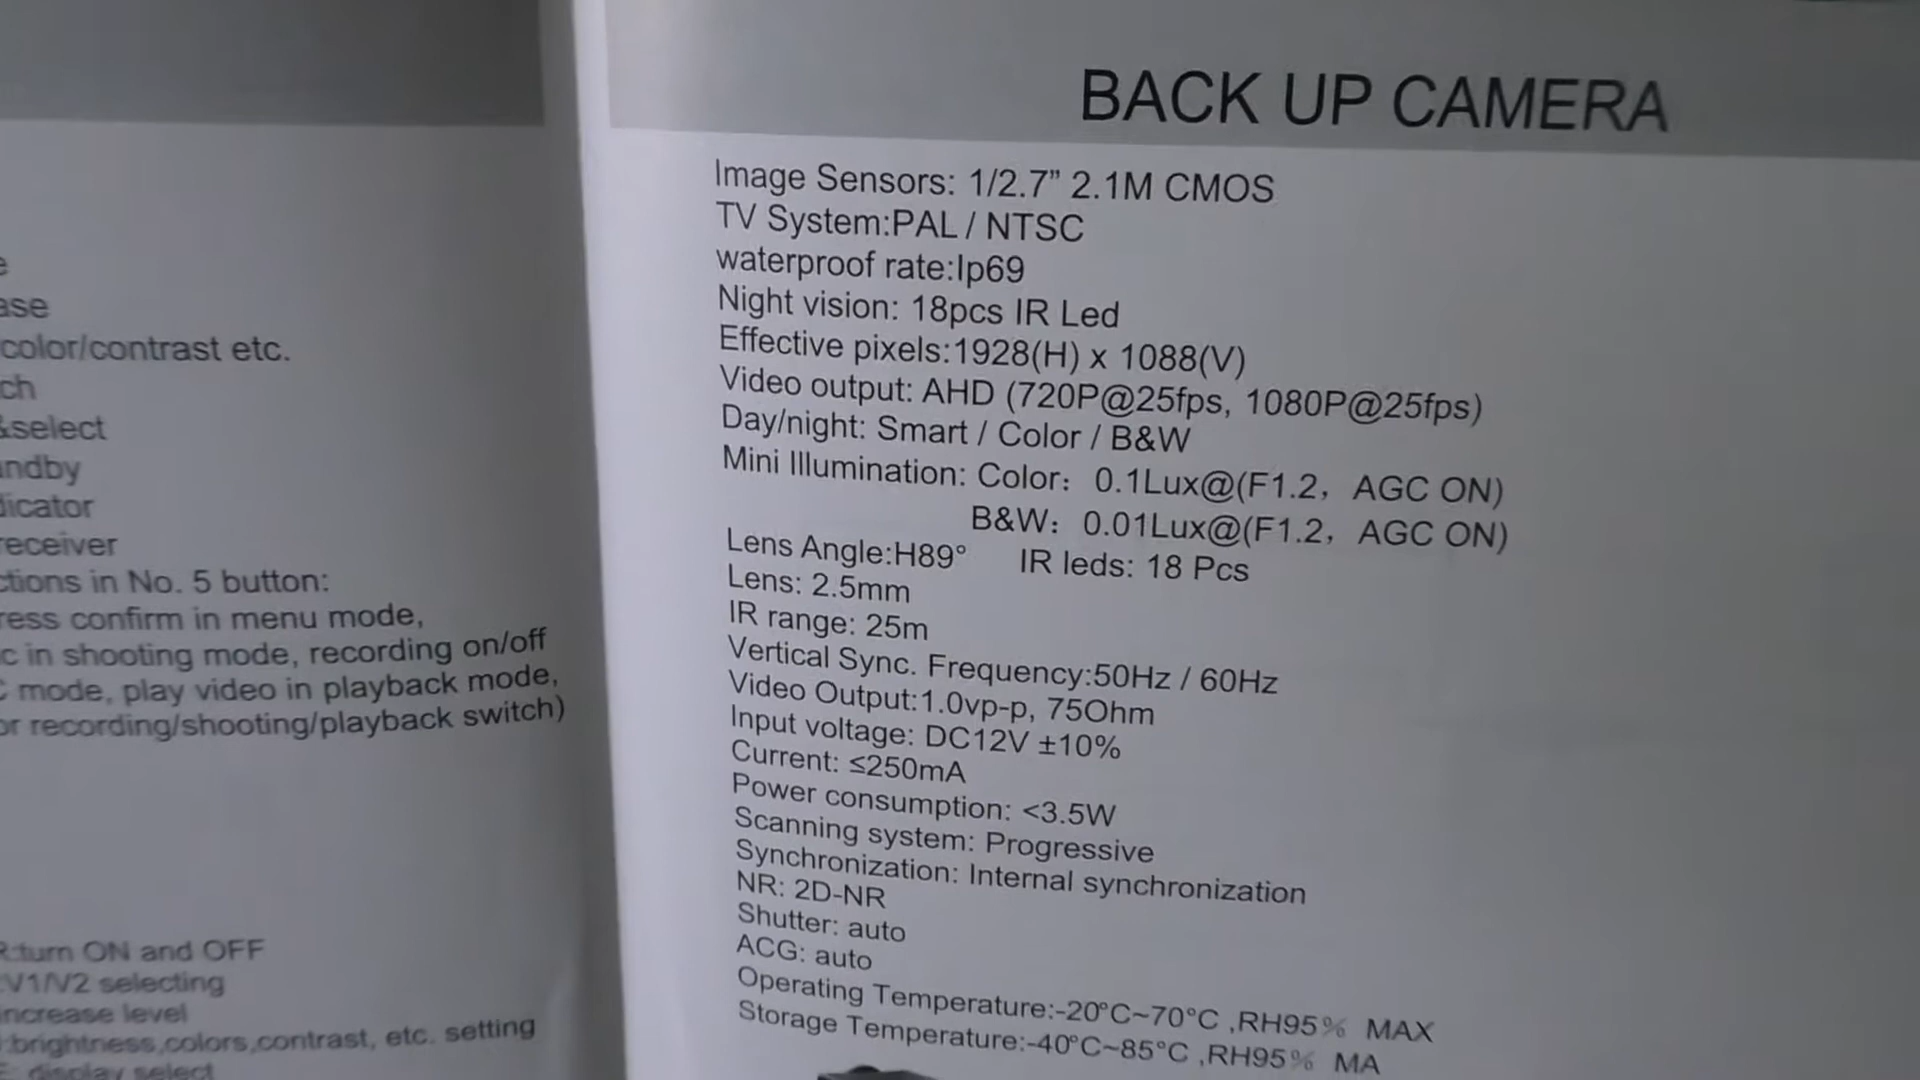 color/contrast etc.
&select
receiver
in No. 5 button:
confirm in menu mode,
in shooting mode, recording on/off
mode, play video in playback mode,
recording/shooting/playback switch)
turn ON and OFF
V1/V2 selecting
increase level
brightness,colors,contrast, etc. setting
display select
BACK UP CAMERA
Image Sensors: 1/2.7” 2.1M CMOS
TV System:PAL / NTSC
waterproof rate:Ip69
Night vision: 18pcs IR Led
Effective pixels:1928(H) x 1088(V)
Video output: AHD (720P@25fps, 1080P@25fps)
Day/night: Smart / Color / B&W
Mini Illumination: Color： 0.1Lux@(F1.2， AGC ON)
B&W： 0.01Lux@(F1.2， AGC ON)
Lens Angle:H89° IR leds: 18 Pcs
Lens: 2.5mm
IR range: 25m
Vertical Sync. Frequency:50Hz / 60Hz
Video Output:1.0vp-p, 75Ohm
Input voltage: DC12V ±10%
Current: ≤250mA
Power consumption: <3.5W
Scanning system: Progressive
Synchronization: Internal synchronization
NR: 2D-NR
Shutter: auto
ACG: auto
Operating Temperature:-20°C~70°C ,RH95% MAX
Storage Temperature:-40°C~85°C ,RH95% MA